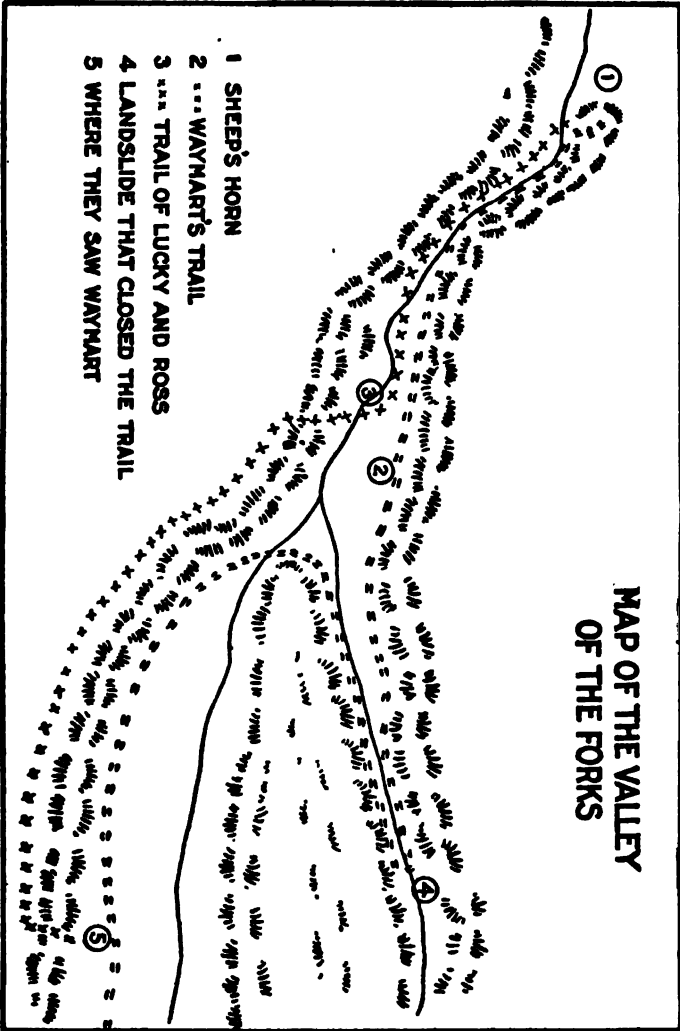 MAP OF THE VALLEY
OF THE FORKS
1 SHEEP'S HORN
2 === WAYMART'S TRAIL
3 xxx TRAIL OF LUCKY AND ROSS
4 LANDSLIDE THAT CLOSED THE TRAIL
5 WHERE THEY SAW WAYMART
1
2
3
4
5